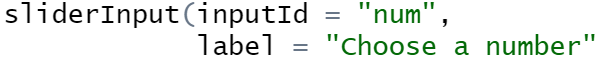 sliderInput(inputId = "num",
            label = "Choose a number"